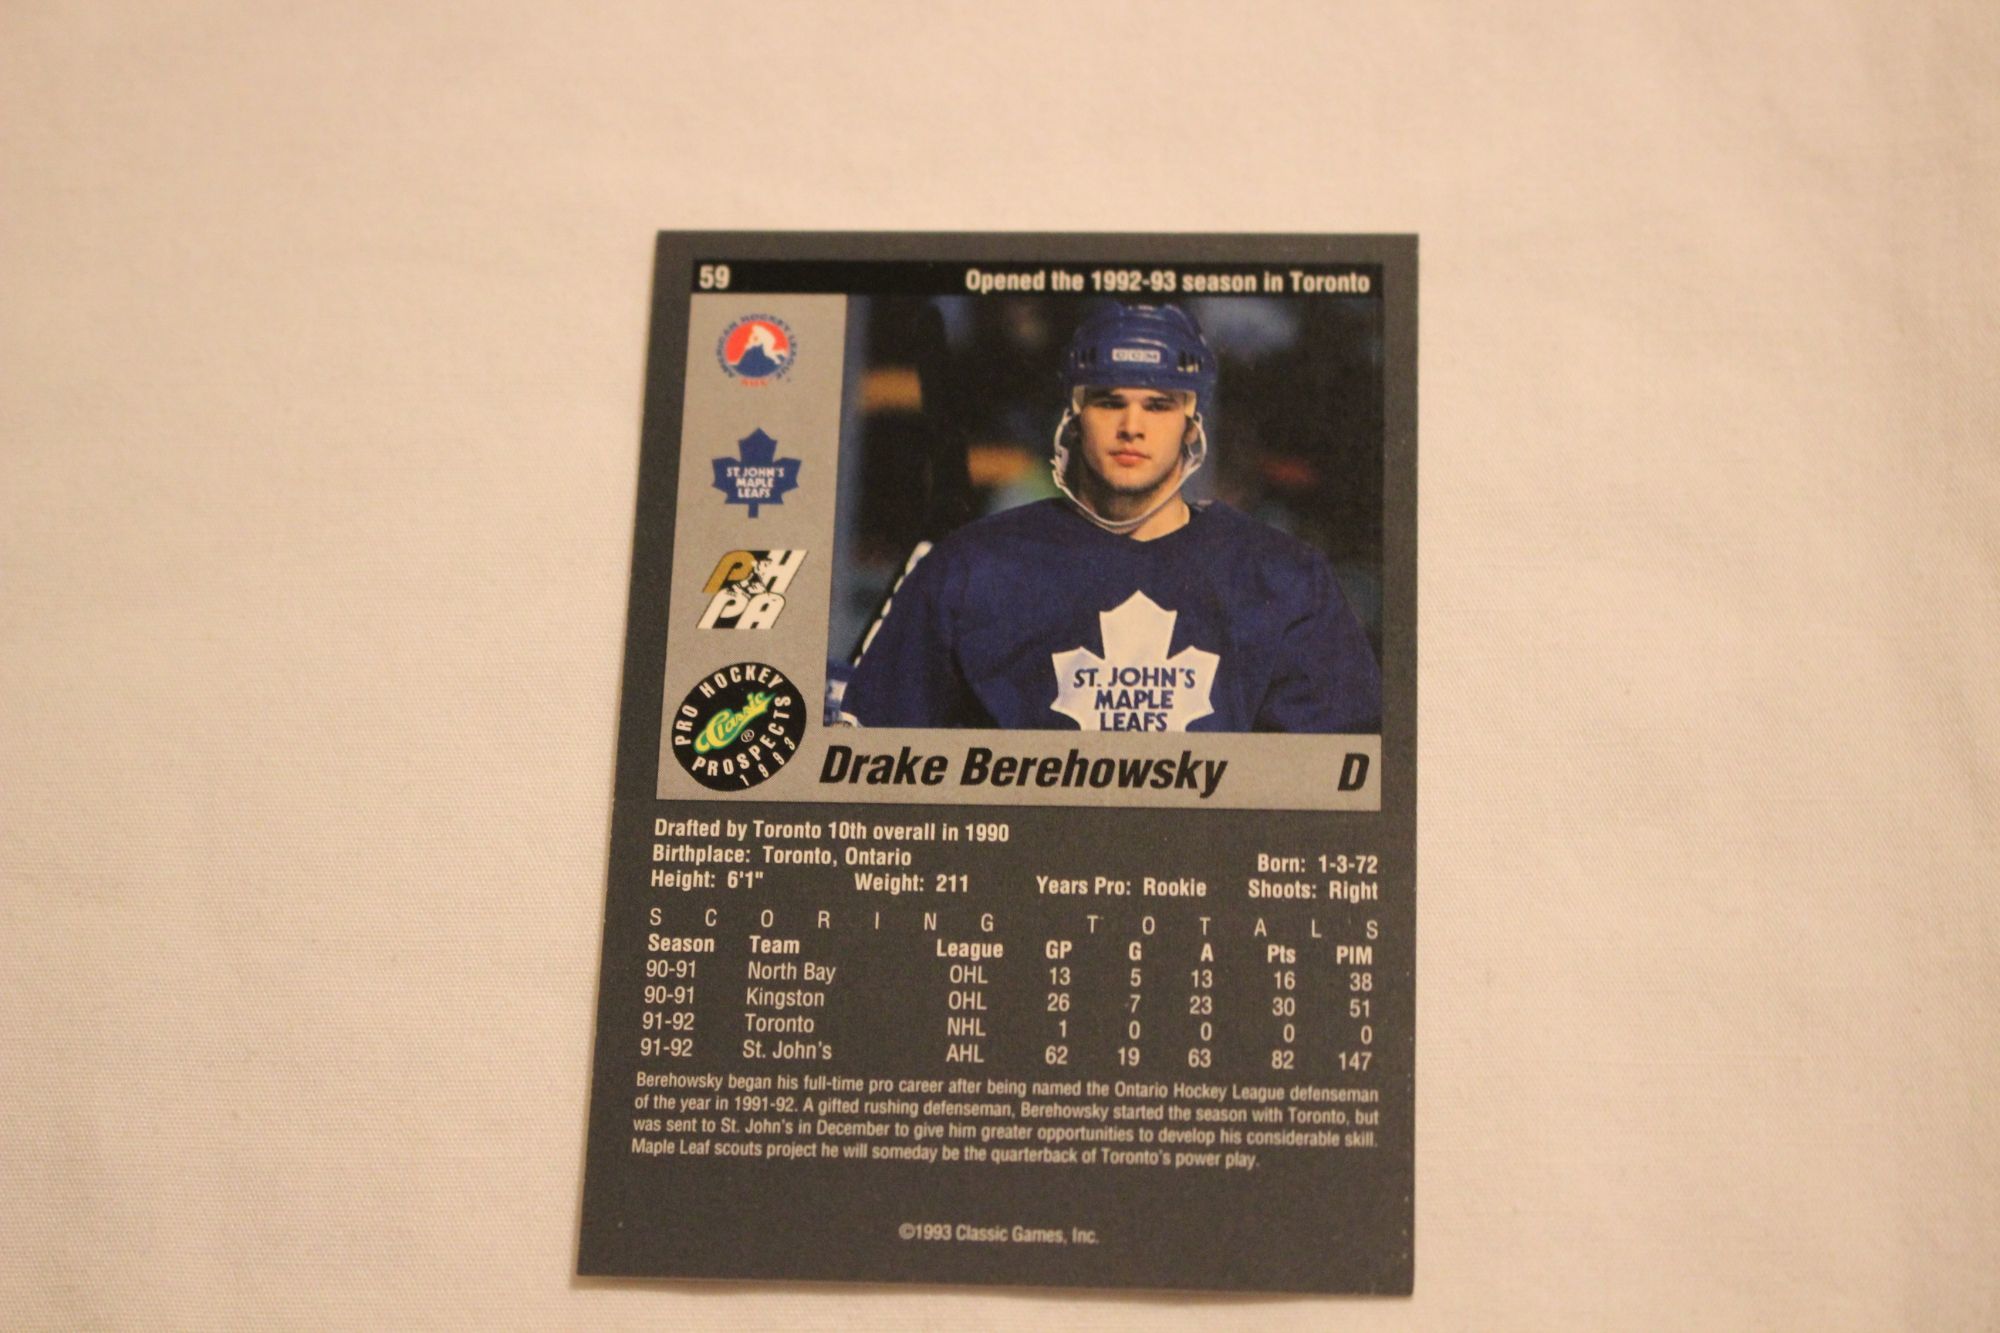 59
Opened the 1992-93 season in Toronto
AMERICAN HOCKEY LEAGUE
AHL
CCM
ST. JOHN'S
MAPLE
LEAFS
PHPA
PRO HOCKEY PROSPECTS 1993
Classic®
ST. JOHN'S
MAPLE
LEAFS
Drake Berehowsky D
Drafted by Toronto 10th overall in 1990
Birthplace: Toronto, Ontario Born: 1-3-72
Height: 6'1" Weight: 211 Years Pro: Rookie Shoots: Right
SCORING TOTALS
Season Team League GP G A Pts PIM
90-91 North Bay OHL 13 5 13 16 38
90-91 Kingston OHL 26 7 23 30 51
91-92 Toronto NHL 1 0 0 0 0
91-92 St. John's AHL 62 19 63 82 147
Berehowsky began his full-time pro career after being named the Ontario Hockey League defenseman
of the year in 1991-92. A gifted rushing defenseman, Berehowsky started the season with Toronto, but
was sent to St. John's in December to give him greater opportunities to develop his considerable skill.
Maple Leaf scouts project he will someday be the quarterback of Toronto's power play.
©1993 Classic Games, Inc.